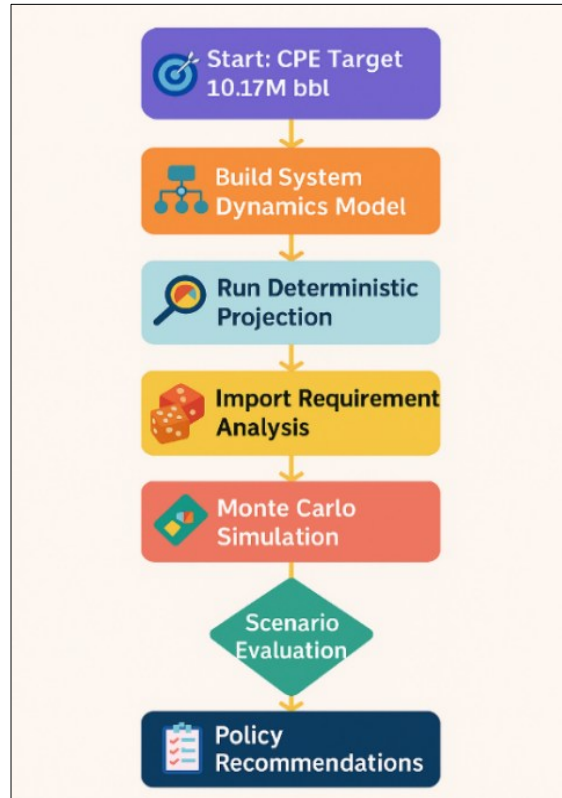 Start: CPE Target
10.17M bbl
Build System
Dynamics Model
Run Deterministic
Projection
Import Requirement
Analysis
Monte Carlo
Simulation
Scenario
Evaluation
Policy
Recommendations